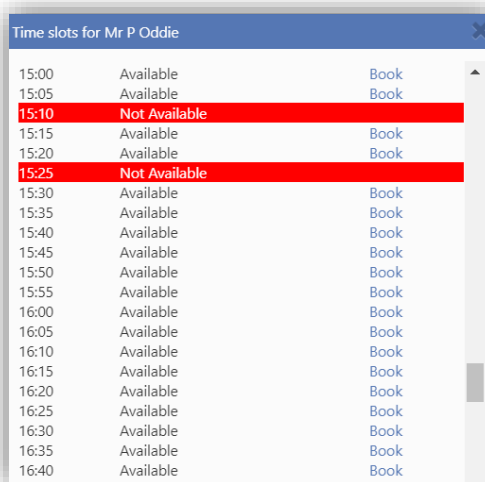 Time slots for Mr P Oddie
15:00 Available Book
15:05 Available Book
15:10 Not Available
15:15 Available Book
15:20 Available Book
15:25 Not Available
15:30 Available Book
15:35 Available Book
15:40 Available Book
15:45 Available Book
15:50 Available Book
15:55 Available Book
16:00 Available Book
16:05 Available Book
16:10 Available Book
16:15 Available Book
16:20 Available Book
16:25 Available Book
16:30 Available Book
16:35 Available Book
16:40 Available Book